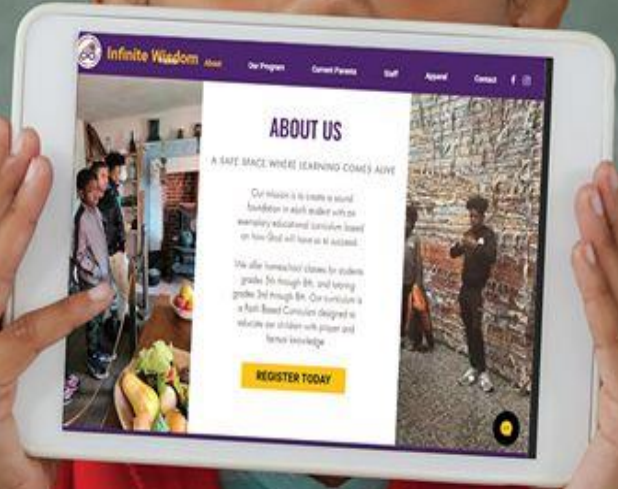 Infinite Wisdom
About
Our Program
Current Parents
Staff
Apparel
Contact
f
ABOUT US
A SAFE SPACE WHERE LEARNING COMES ALIVE
Our mission is to create a sound
foundation in each student with an
exemplary educational curriculum based
on how God will have us to succeed.
We offer homeschool classes for students
grades 5th through 8th, and tutoring
grades 3rd through 8th. Our curriculum is
a Faith Based Curriculum designed to
educate our children with prayer and
formal knowledge
REGISTER TODAY